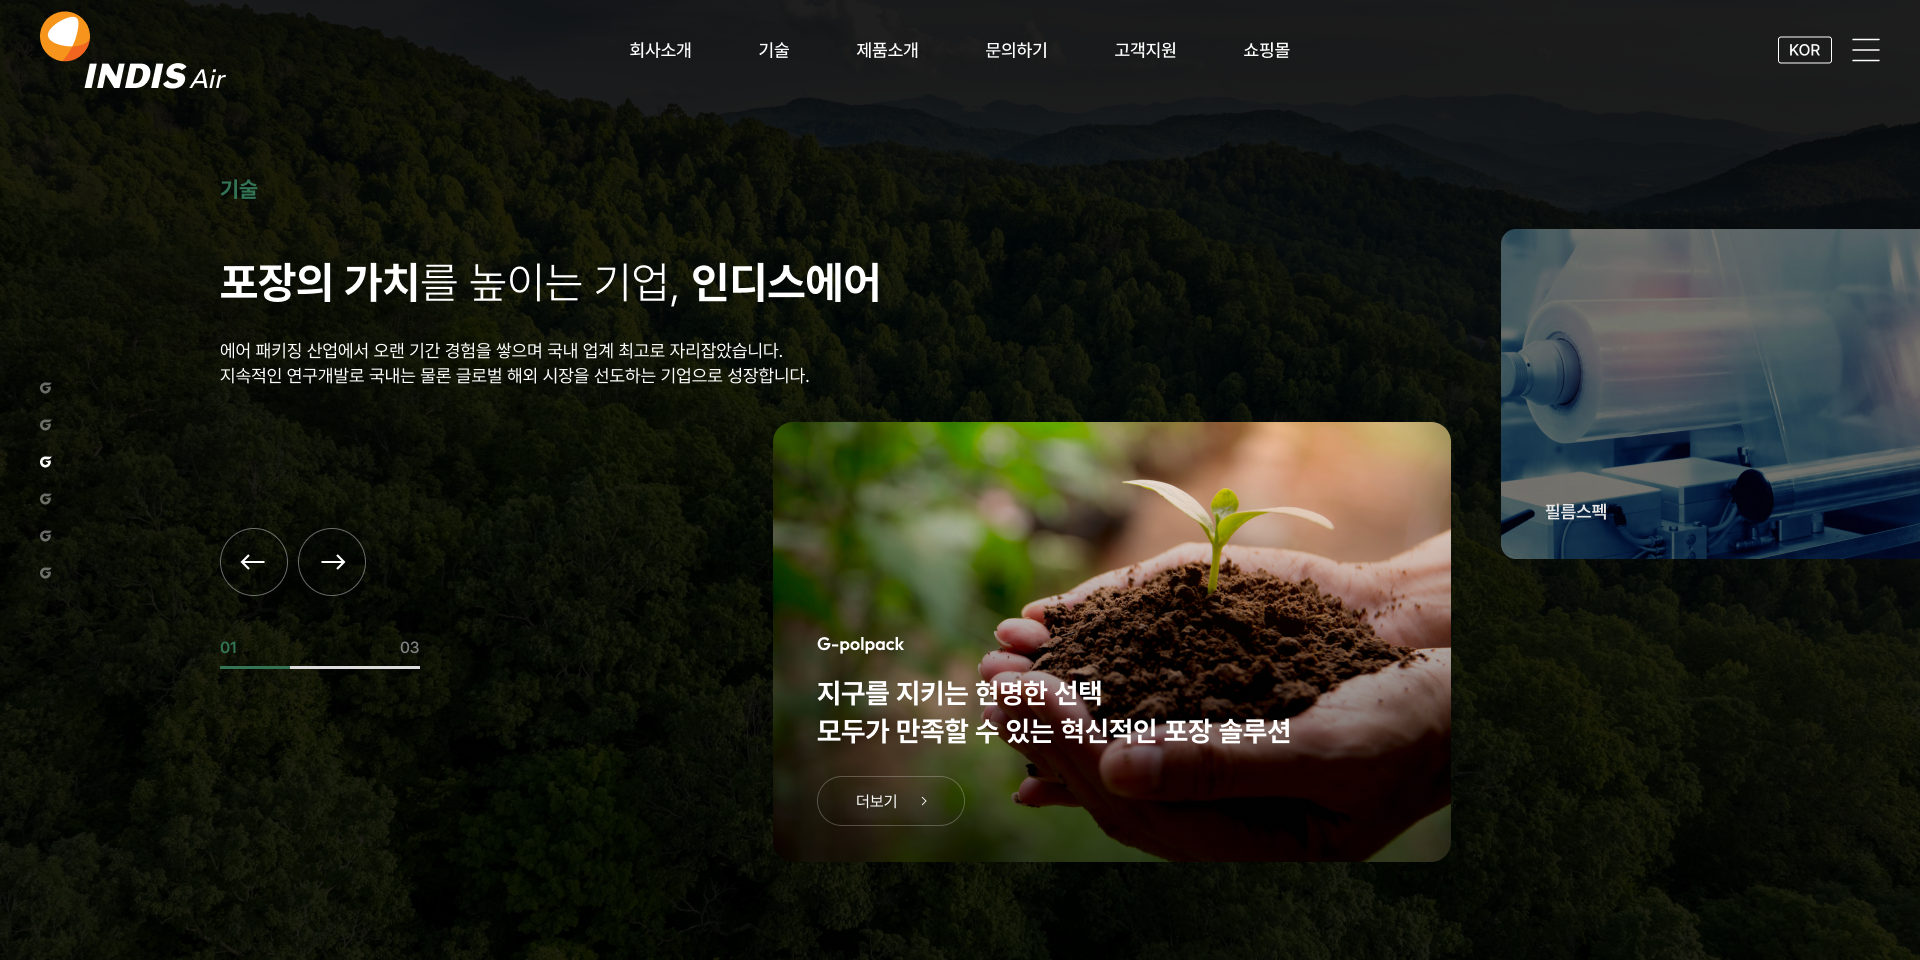 INDIS Air
회사소개
기술
제품소개
문의하기
고객지원
쇼핑몰
KOR
기술
포장의 가치를 높이는 기업, 인디스에어
에어 패키징 산업에서 오랜 기간 경험을 쌓으며 국내 업계 최고로 자리잡았습니다.
지속적인 연구개발로 국내는 물론 글로벌 해외 시장을 선도하는 기업으로 성장합니다.
01
03
G-polpack
지구를 지키는 현명한 선택
모두가 만족할 수 있는 혁신적인 포장 솔루션
더보기
필름스펙